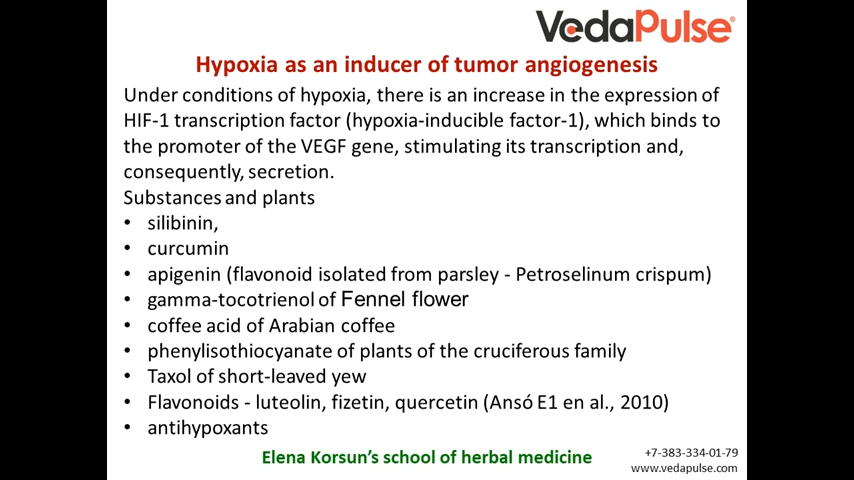 VedaPulse®
Hypoxia as an inducer of tumor angiogenesis
Under conditions of hypoxia, there is an increase in the expression of
HIF-1 transcription factor (hypoxia-inducible factor-1), which binds to
the promoter of the VEGF gene, stimulating its transcription and,
consequently, secretion.
Substances and plants
• silibinin,
• curcumin
• apigenin (flavonoid isolated from parsley - Petroselinum crispum)
• gamma-tocotrienol of Fennel flower
• coffee acid of Arabian coffee
• phenylisothiocyanate of plants of the cruciferous family
• Taxol of short-leaved yew
• Flavonoids - luteolin, fizetin, quercetin (Ansó E1 en al., 2010)
• antihypoxants
Elena Korsun's school of herbal medicine
+7-383-334-01-79
www.vedapulse.com